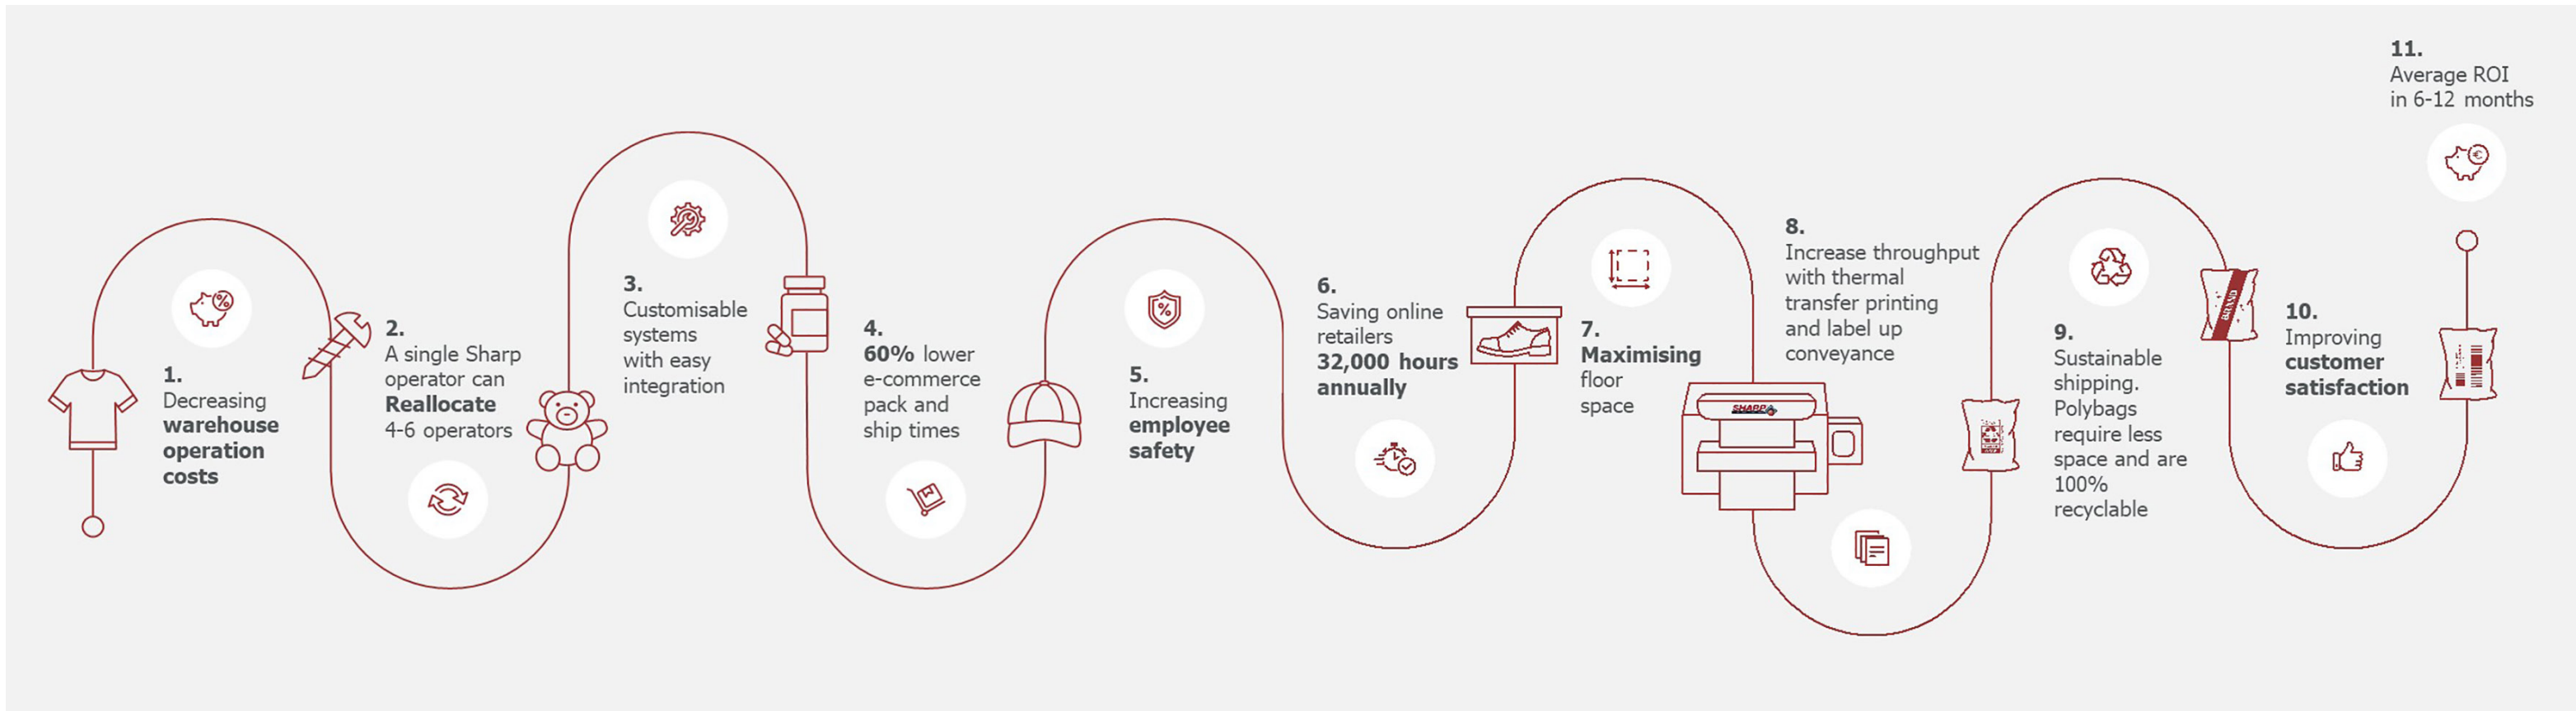 1.
Decreasing
warehouse
operation
costs
2.
A single Sharp
operator can
Reallocate
4-6 operators
3.
Customisable
systems
with easy
integration
4.
60% lower
e-commerce
pack and
ship times
5.
Increasing
employee
safety
6.
Saving online
retailers
32,000 hours
annually
7.
Maximising
floor
space
8.
Increase throughput
with thermal
transfer printing
and label up
conveyance
SHARP
9.
Sustainable
shipping.
Polybags
require less
space and are
100%
recyclable
BRAND
10.
Improving
customer
satisfaction
11.
Average ROI
in 6-12 months